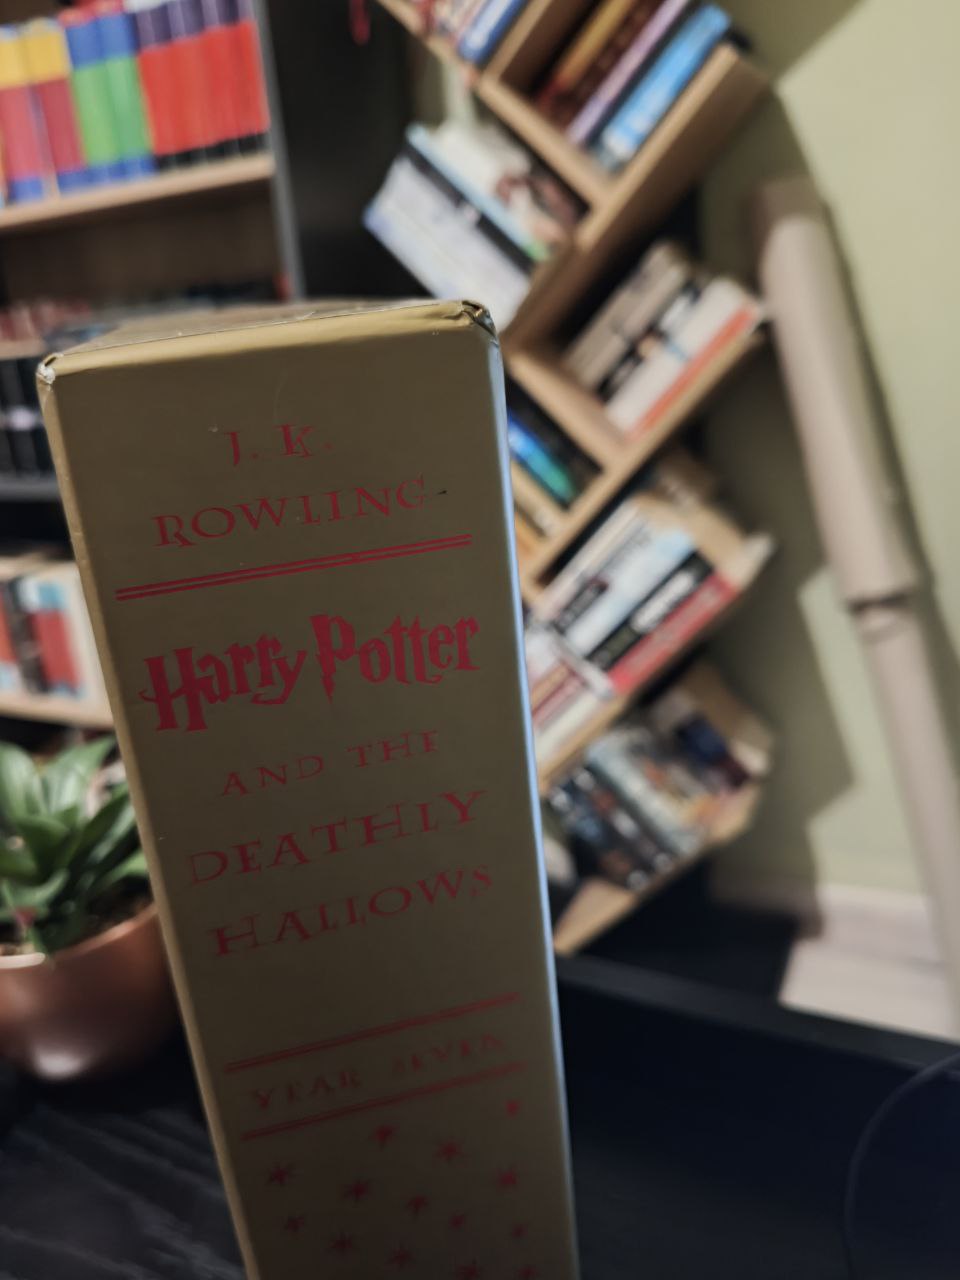 J. K.
ROWLING
Harry Potter
AND THE
DEATHLY
HALLOWS
YEAR SEVEN